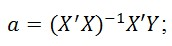 a = (X′X)⁻¹X′Y;